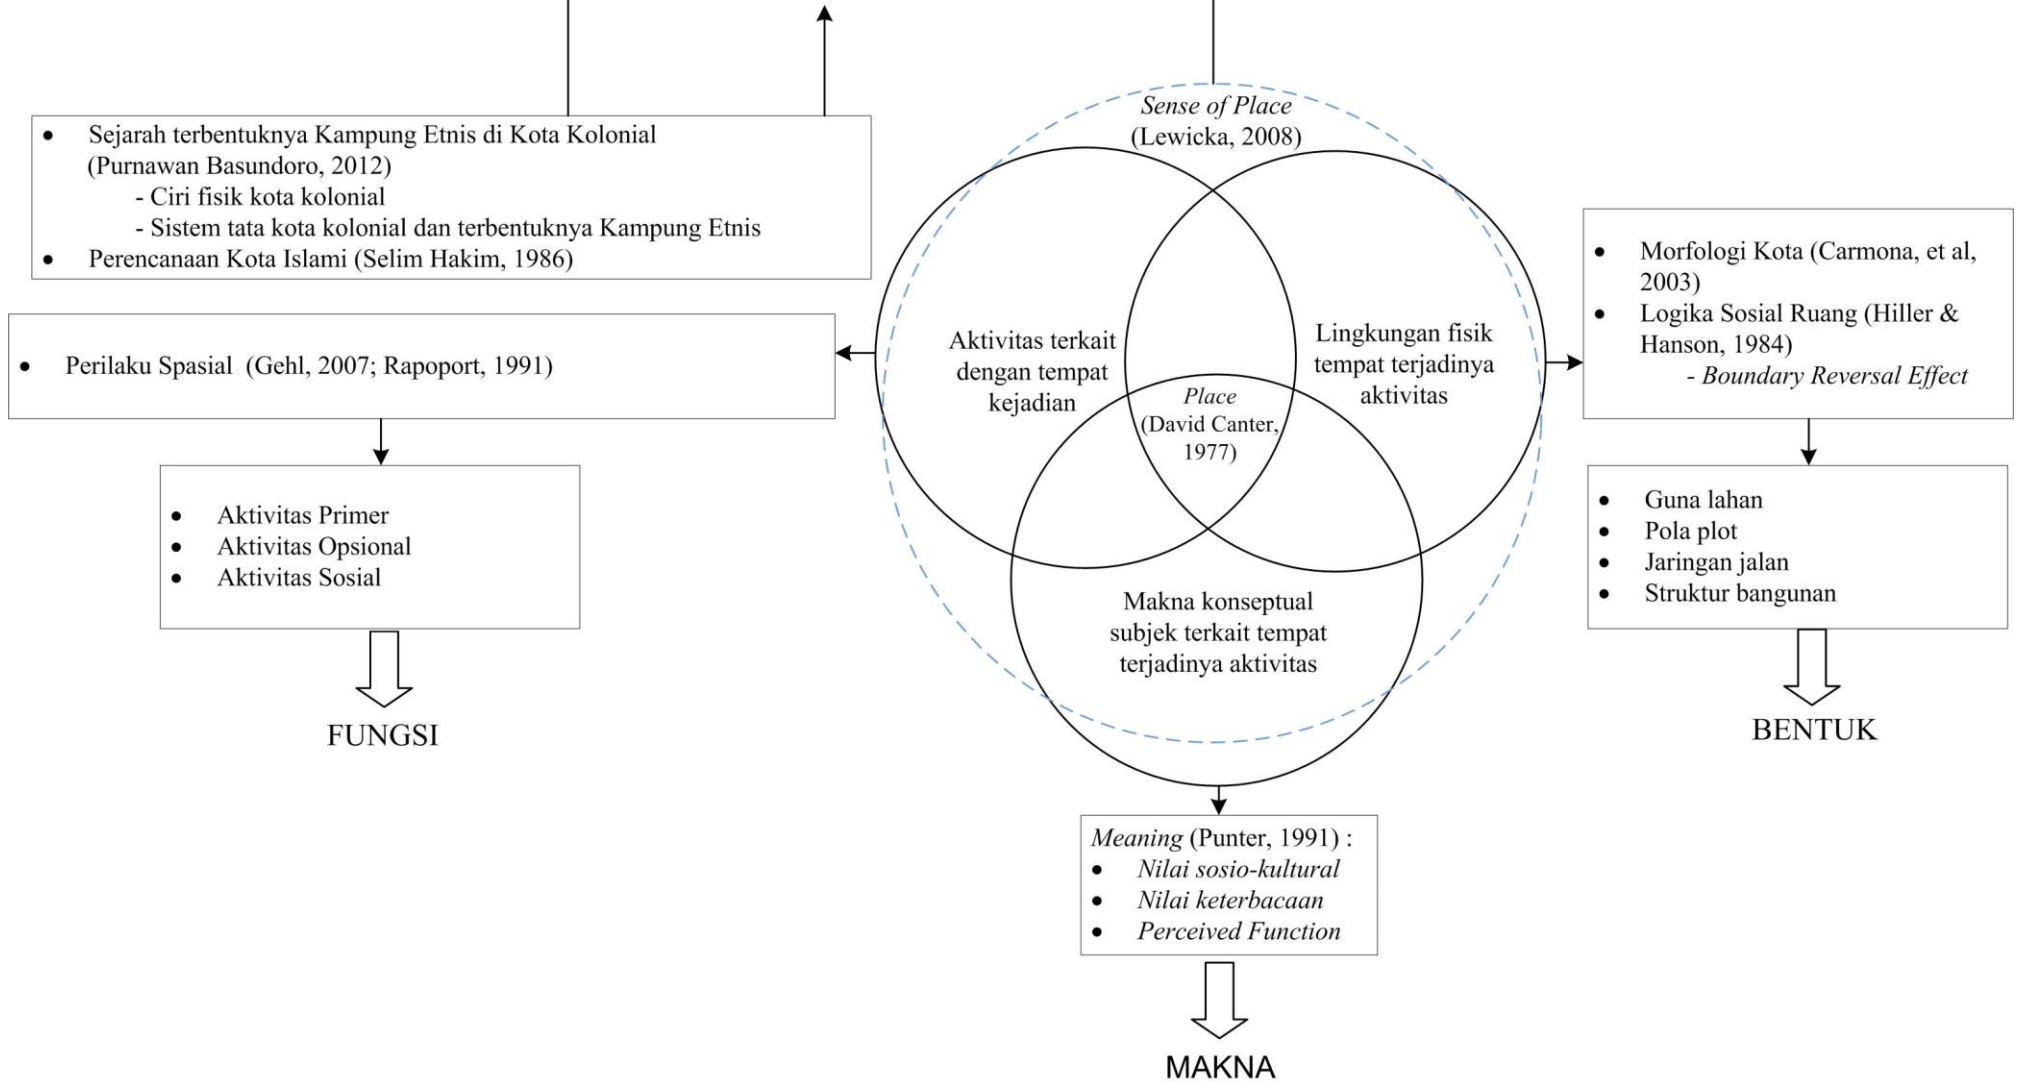 • Sejarah terbentuknya Kampung Etnis di Kota Kolonial
(Purnawan Basundoro, 2012)
- Ciri fisik kota kolonial
- Sistem tata kota kolonial dan terbentuknya Kampung Etnis
• Perencanaan Kota Islami (Selim Hakim, 1986)
• Perilaku Spasial (Gehl, 2007; Rapoport, 1991)
• Aktivitas Primer
• Aktivitas Opsional
• Aktivitas Sosial
FUNGSI
Sense of Place
(Lewicka, 2008)
Aktivitas terkait
dengan tempat
kejadian
Lingkungan fisik
tempat terjadinya
aktivitas
Place
(David Canter,
1977)
Makna konseptual
subjek terkait tempat
terjadinya aktivitas
Meaning (Punter, 1991) :
• Nilai sosio-kultural
• Nilai keterbacaan
• Perceived Function
MAKNA
• Morfologi Kota (Carmona, et al,
2003)
• Logika Sosial Ruang (Hiller &
Hanson, 1984)
- Boundary Reversal Effect
• Guna lahan
• Pola plot
• Jaringan jalan
• Struktur bangunan
BENTUK